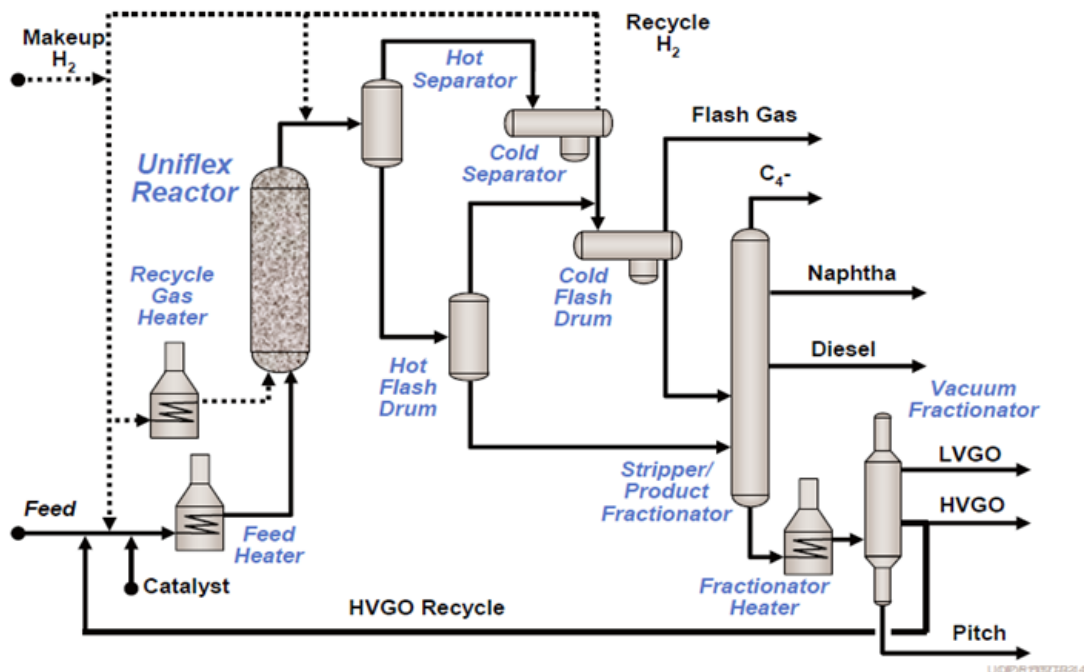 Makeup
H2
Recycle
H2
Hot
Separator
Flash Gas
Cold
Separator
C4-
Uniflex
Reactor
Recycle
Gas
Heater
Cold
Flash
Drum
Naphtha
Diesel
Hot
Flash
Drum
Vacuum
Fractionator
LVGO
Stripper/
Product
Fractionator
HVGO
Feed
Feed
Heater
Catalyst
Fractionator
Heater
HVGO Recycle
Pitch